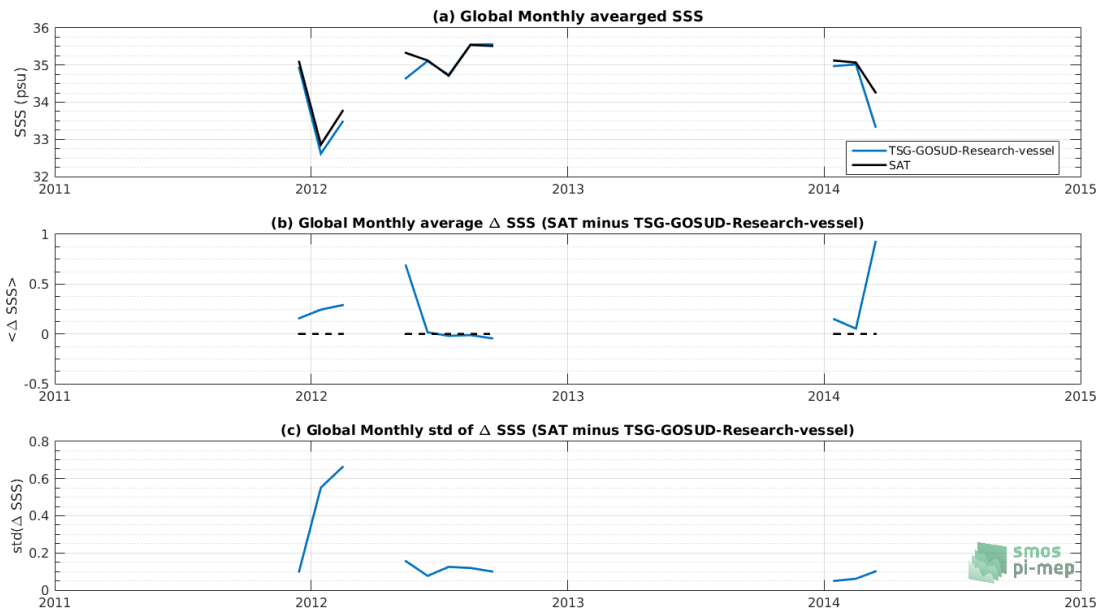 (a) Global Monthly avearged SSS
36
35
34
33
32
SSS (psu)
2011
2012
2013
2014
2015
TSG-GOSUD-Research-vessel
SAT
(b) Global Monthly average Δ SSS (SAT minus TSG-GOSUD-Research-vessel)
1
0.5
0
-0.5
<Δ SSS>
2011
2012
2013
2014
2015
(c) Global Monthly std of Δ SSS (SAT minus TSG-GOSUD-Research-vessel)
0.8
0.6
0.4
0.2
0
std(Δ SSS)
2011
2012
2013
2014
2015
smos
pi-mep